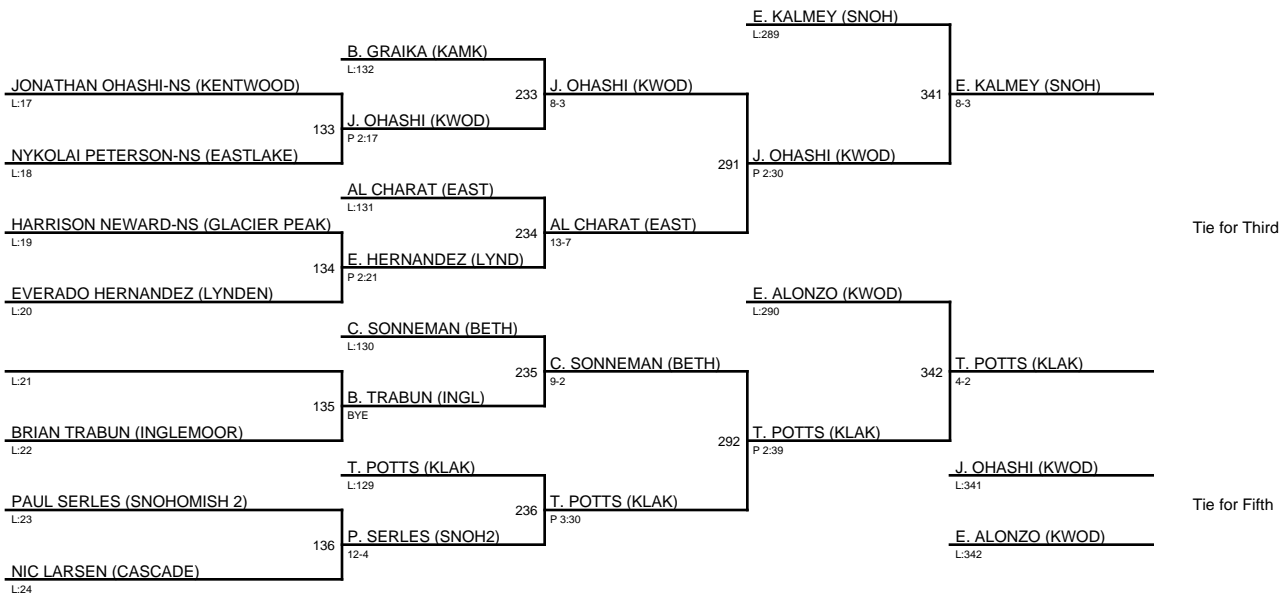 E. KALMEY (SNOH)
L:289
B. GRAIKA (KAMK)
L:132
JONATHAN OHASHI-NS (KENTWOOD)
L:17
233
J. OHASHI (KWOD)
8-3
341
E. KALMEY (SNOH)
8-3
133
J. OHASHI (KWOD)
P 2:17
NYKOLAI PETERSON-NS (EASTLAKE)
L:18
291
J. OHASHI (KWOD)
P 2:30
AL CHARAT (EAST)
L:131
HARRISON NEWARD-NS (GLACIER PEAK)
L:19
234
AL CHARAT (EAST)
13-7
Tie for Third
134
E. HERNANDEZ (LYND)
P 2:21
EVERADO HERNANDEZ (LYNDEN)
L:20
E. ALONZO (KWOD)
L:290
C. SONNEMAN (BETH)
L:130
L:21
235
C. SONNEMAN (BETH)
9-2
342
T. POTTS (KLAK)
4-2
135
B. TRABUN (INGL)
BYE
BRIAN TRABUN (INGLEMOOR)
L:22
292
T. POTTS (KLAK)
P 2:39
T. POTTS (KLAK)
L:129
J. OHASHI (KWOD)
L:341
PAUL SERLES (SNOHOMISH 2)
L:23
236
T. POTTS (KLAK)
P 3:30
Tie for Fifth
136
P. SERLES (SNOH2)
12-4
E. ALONZO (KWOD)
L:342
NIC LARSEN (CASCADE)
L:24